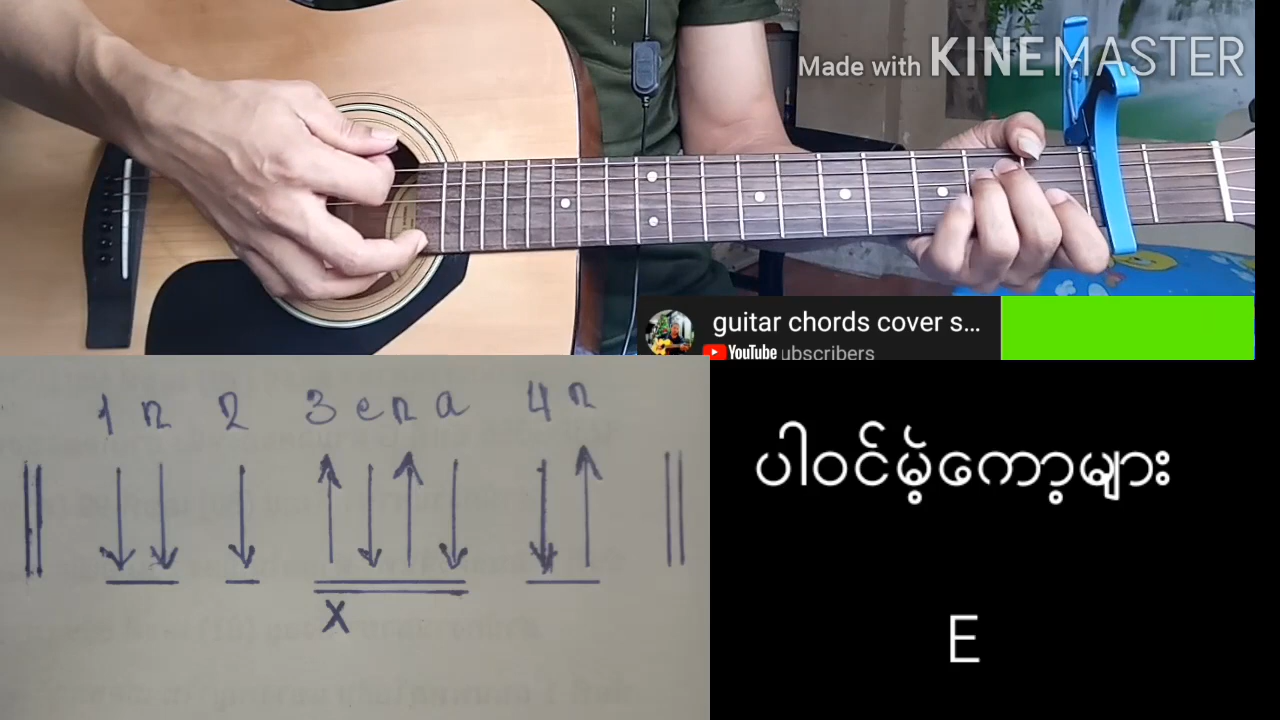 Made with KINEMASTER
guitar chords cover s...
YouTube ubscribers
1 n 2 3 e n a 4 n
X
ပါဝင်မဲ့ကော့များ
E